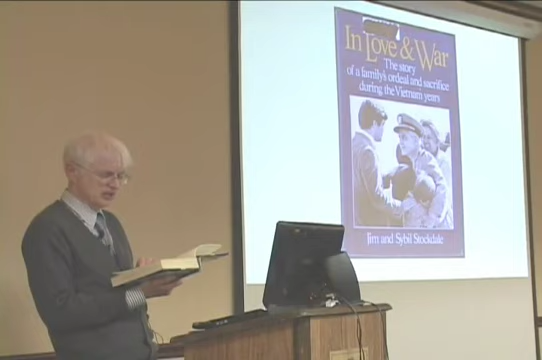 In Love & War
The story
of a family's ordeal and sacrifice
during the Vietnam years
Jim and Sybil Stockdale